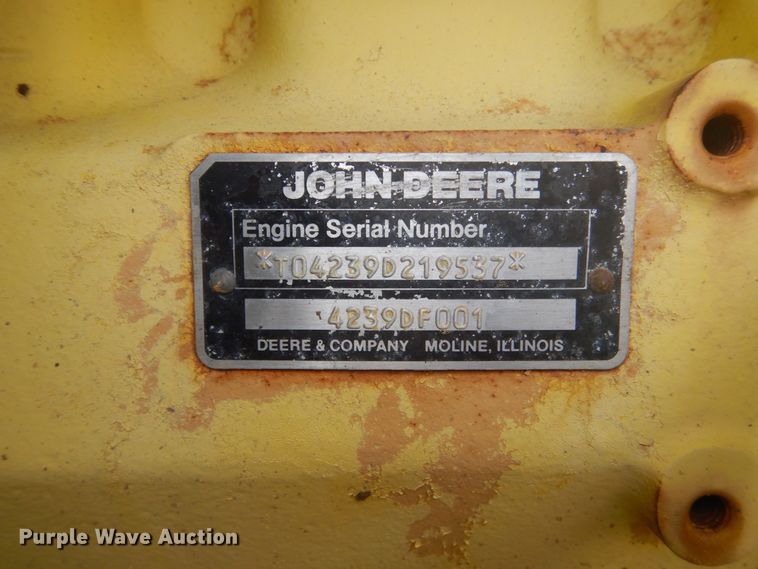 JOHN DEERE
Engine Serial Number
*T04239D219537*
4239DF001
DEERE & COMPANY MOLINE, ILLINOIS
Purple Wave Auction